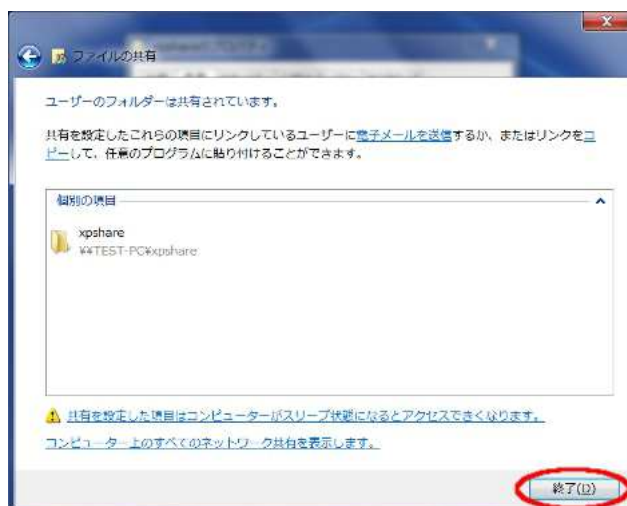 ファイルの共有
ユーザーのフォルダーは共有されています。
共有を設定したこれらの項目にリンクしているユーザーに電子メールを送信するか、またはリンクをコ
ピーして、任意のプログラムに貼り付けることができます。
個別の項目
xpshare
¥¥TEST-PC¥xpshare
共有を設定した項目はコンピューターがスリープ状態になるとアクセスできなくなります。
コンピューター上のすべてのネットワーク共有を表示します。
終了(D)